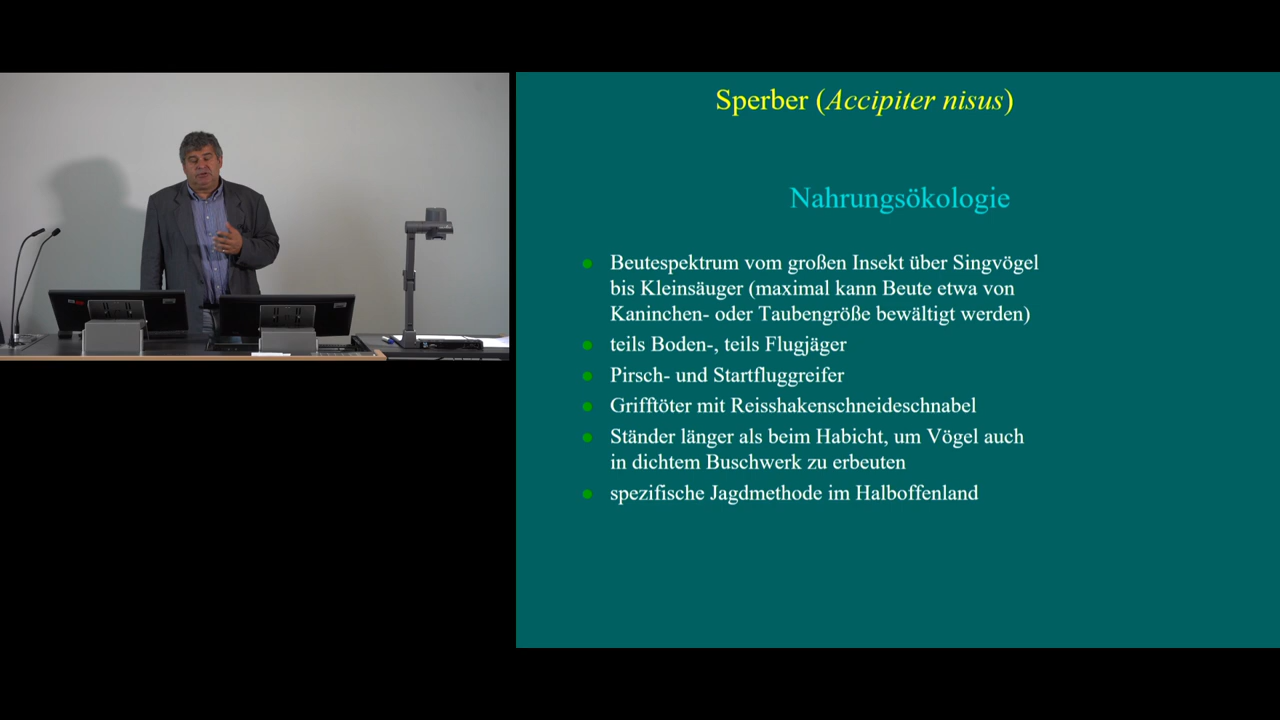 Sperber (Accipiter nisus)
Nahrungsökologie
Beutespektrum vom großen Insekt über Singvögel
bis Kleinsäuger (maximal kann Beute etwa von
Kaninchen- oder Taubengröße bewältigt werden)
teils Boden-, teils Flugjäger
Pirsch- und Startfluggreifer
Grifftöter mit Reisshakenschneideschnabel
Ständer länger als beim Habicht, um Vögel auch
in dichtem Buschwerk zu erbeuten
spezifische Jagdmethode im Halboffenland